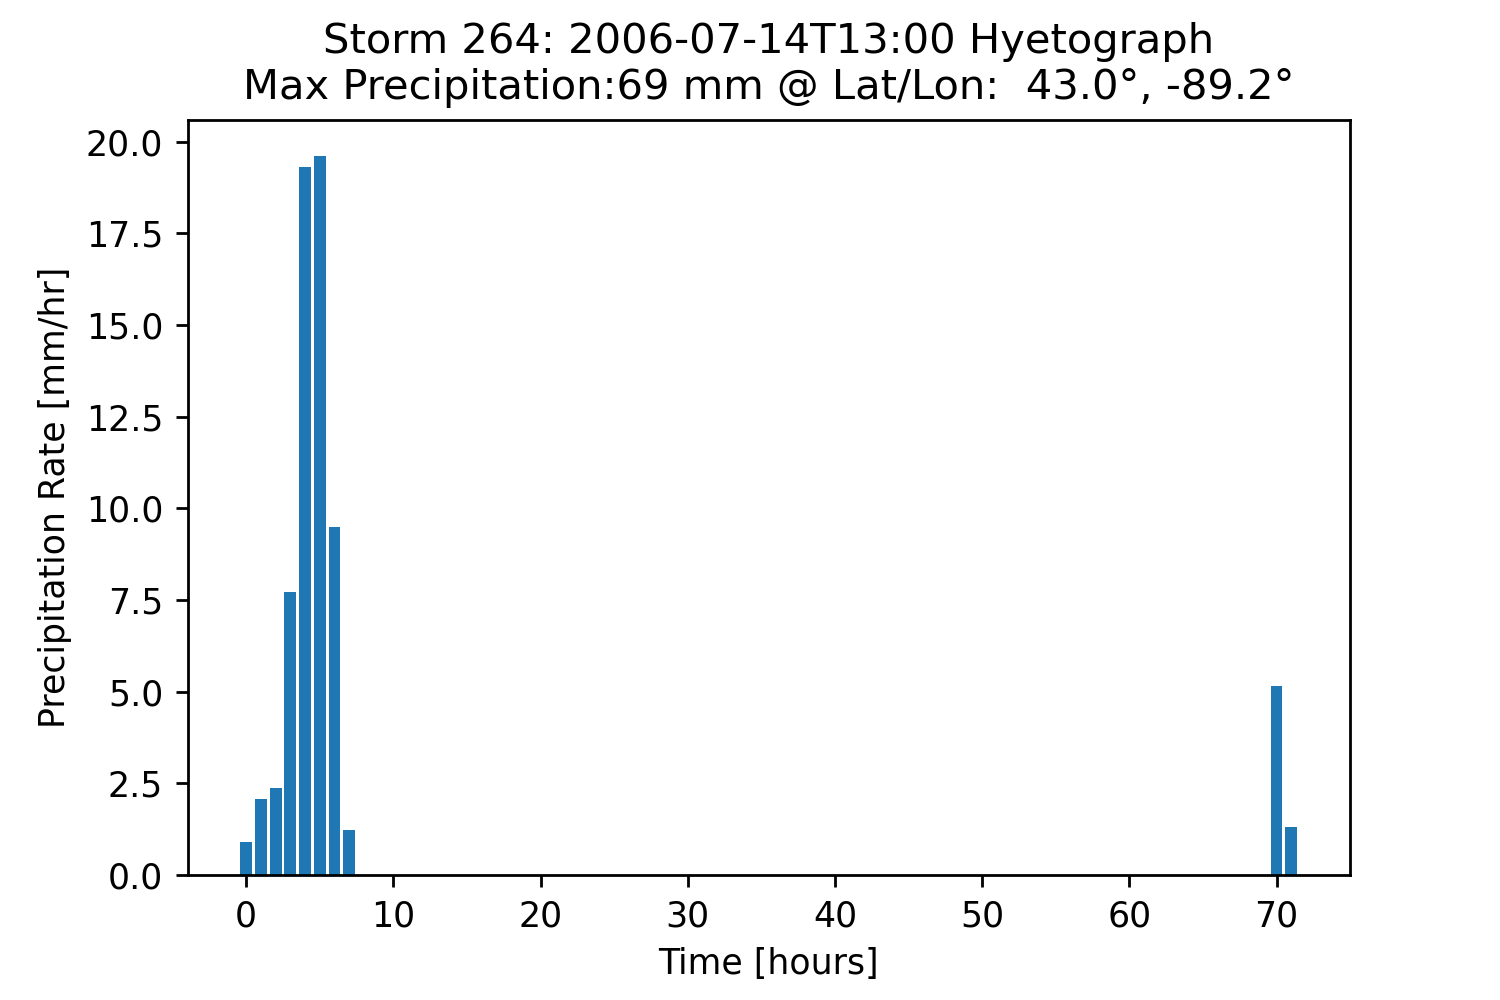 Storm 264: 2006-07-14T13:00 Hyetograph
Max Precipitation:69 mm @ Lat/Lon:  43.0°, -89.2°
20.0
17.5
15.0
12.5
10.0
7.5
5.0
2.5
0.0
Precipitation Rate [mm/hr]
0 10 20 30 40 50 60 70
Time [hours]